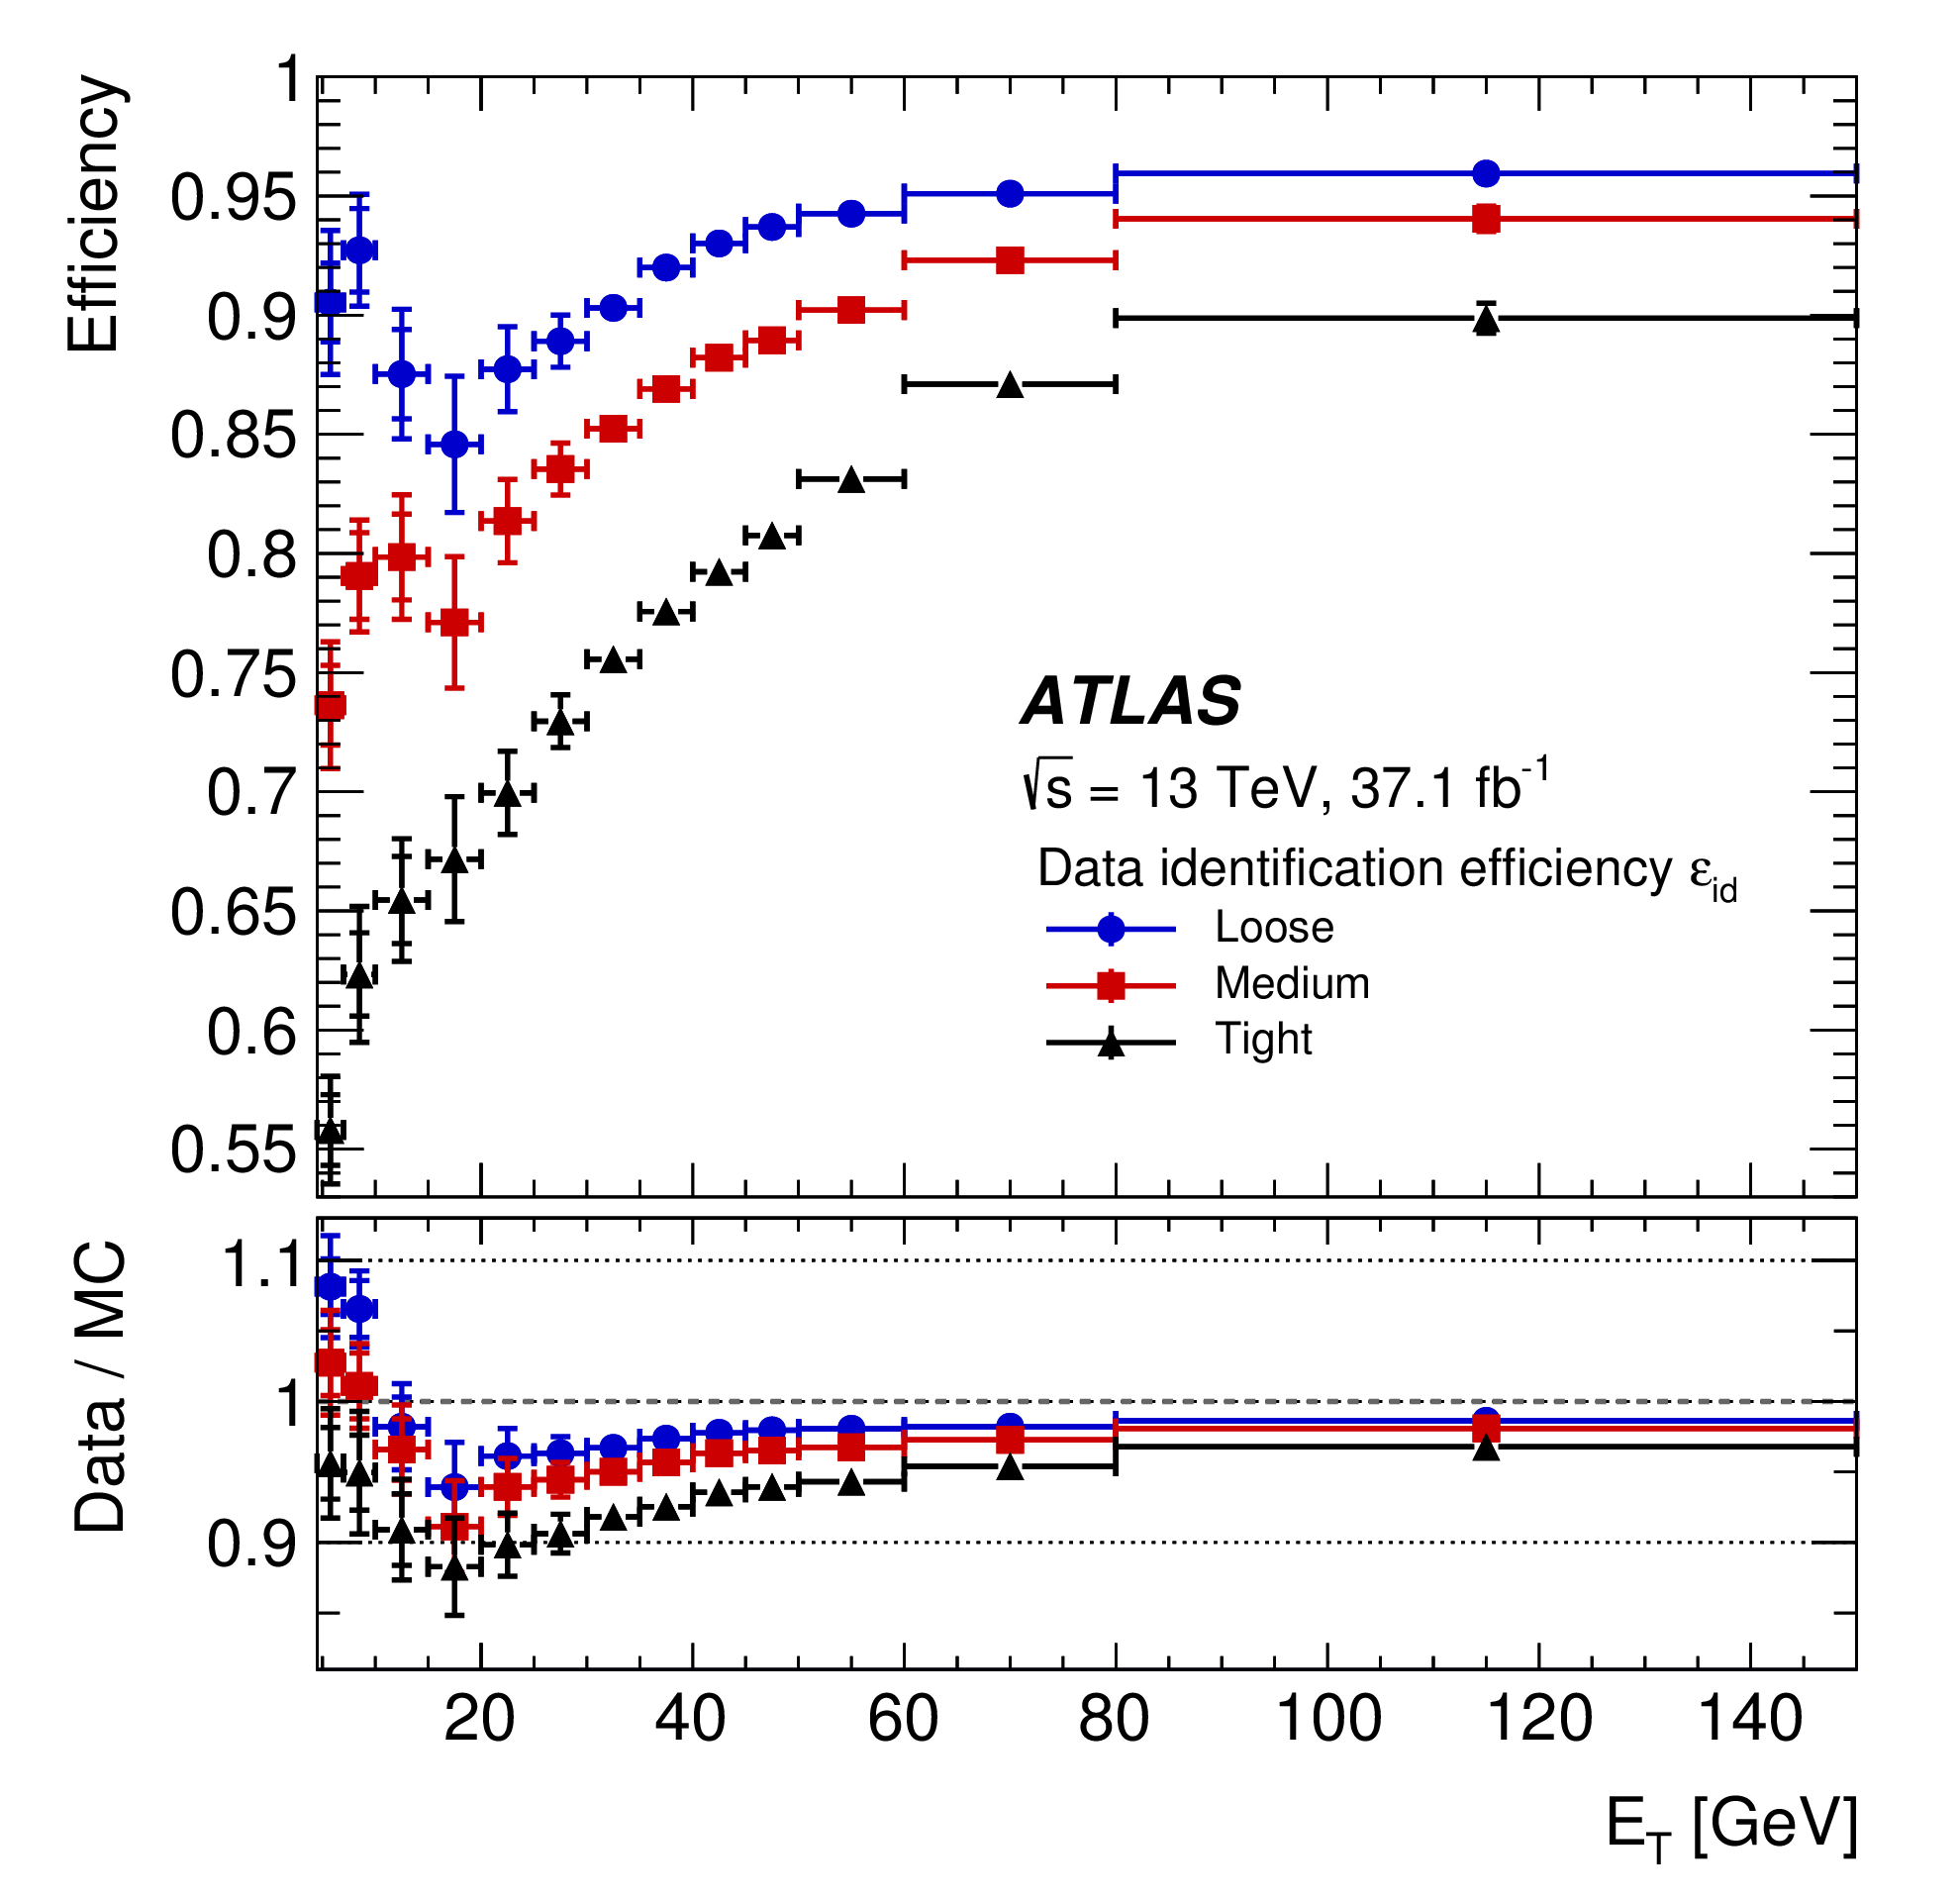 Efficiency
1
0.95
0.9
0.85
0.8
0.75
0.7
0.65
0.6
0.55
ATLAS
√s = 13 TeV, 37.1 fb⁻¹
Data identification efficiency ε_id
Loose
Medium
Tight
Data / MC
1.1
1
0.9
20 40 60 80 100 120 140
E_T [GeV]